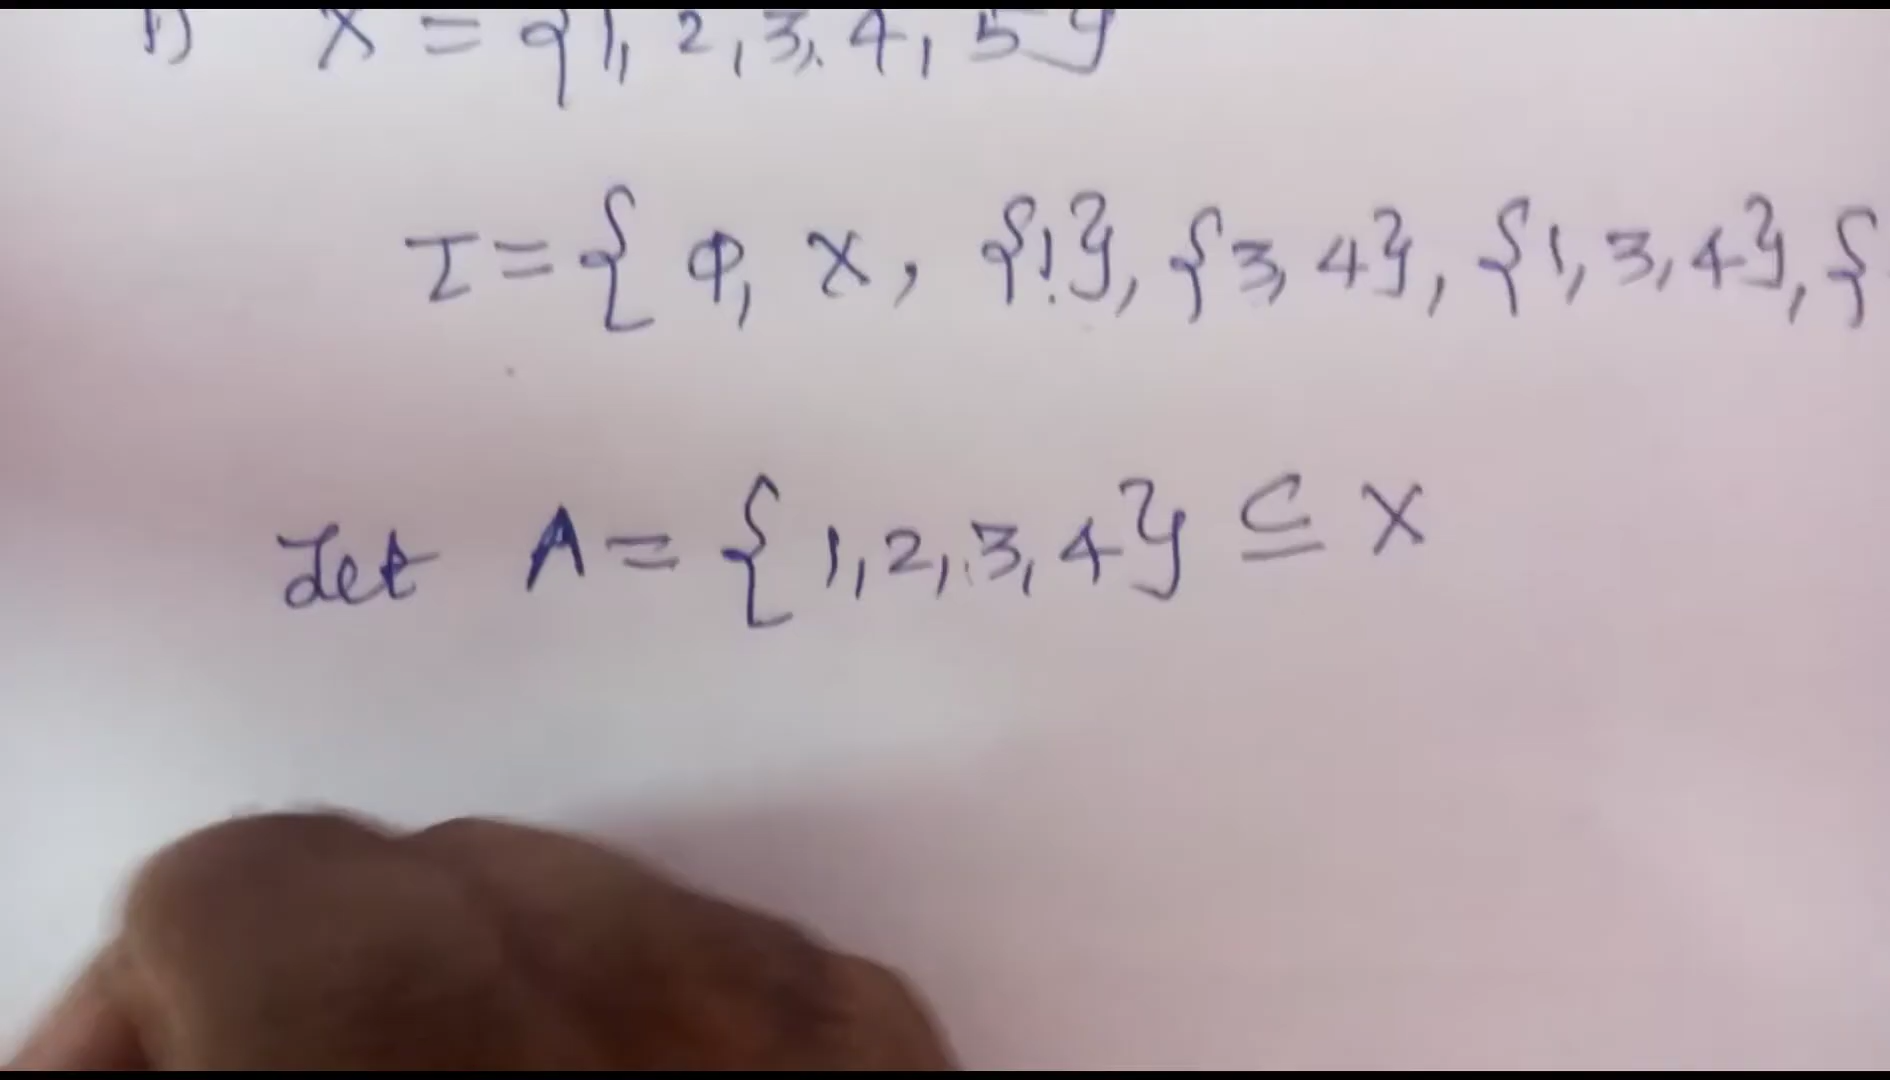 1) X = {1, 2, 3, 4, 5}
τ = { φ, X, {1}, {3, 4}, {1, 3, 4}, {
Let A = { 1, 2, 3, 4} ⊆ X